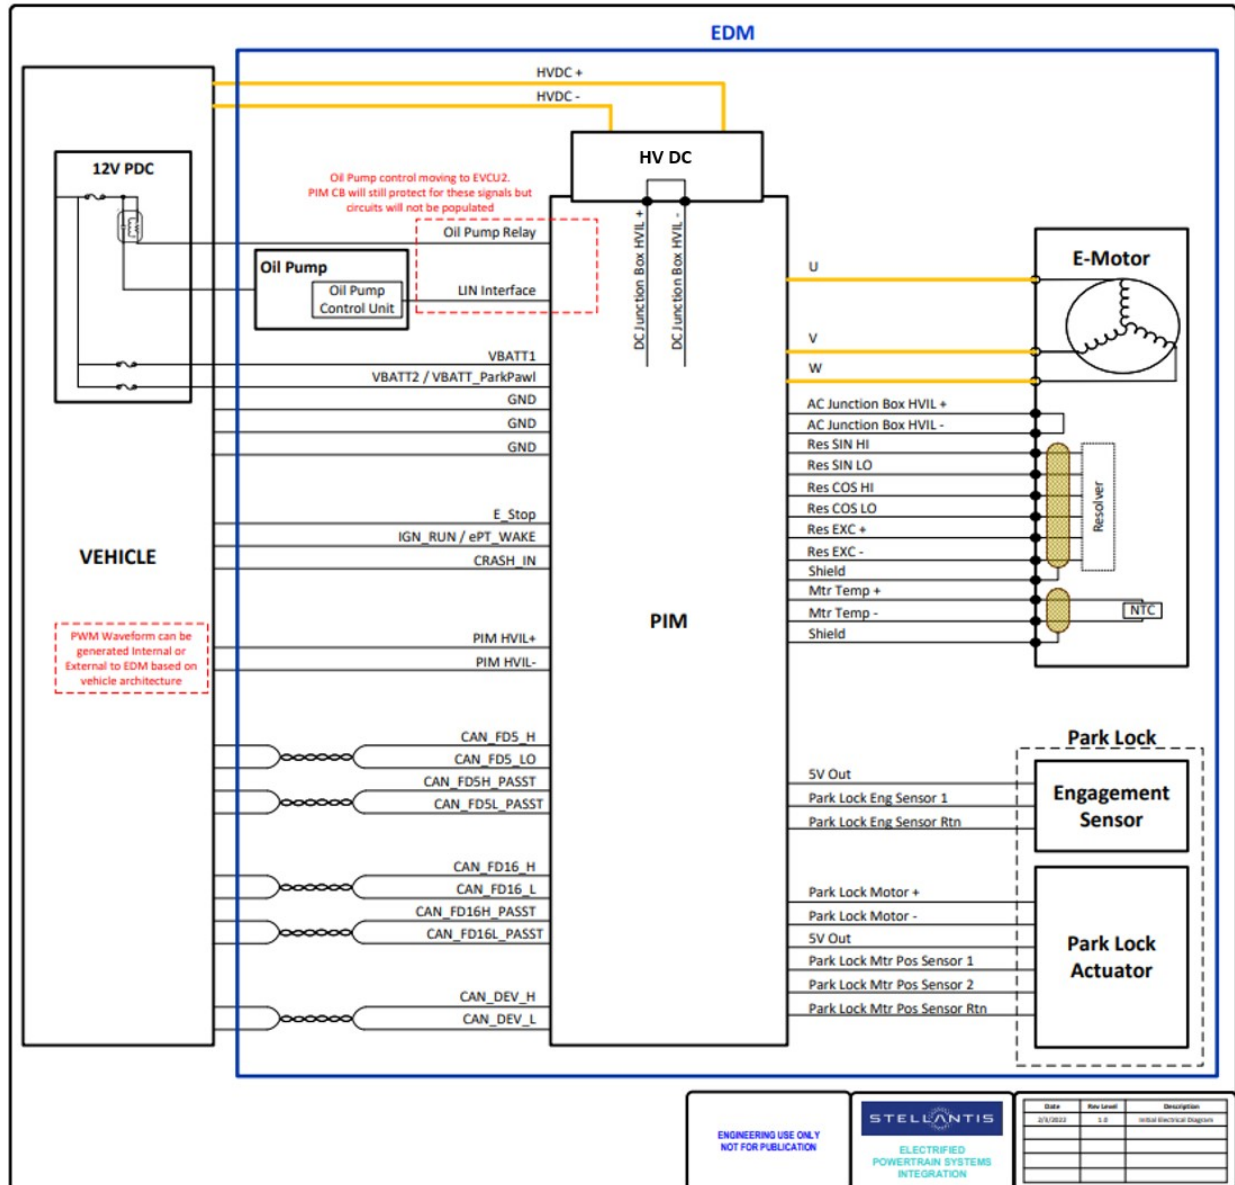 EDM
HVDC +
HVDC -
HV DC
12V PDC
Oil Pump control moving to EVCU2.
PIM CB will still protect for these signals but
circuits will not be populated
Oil Pump Relay
Oil Pump
Oil Pump
Control Unit
LIN Interface
DC Junction Box HVIL +
DC Junction Box HVIL -
VBATT1
VBATT2 / VBATT_ParkPawl
GND
GND
GND
E_Stop
IGN_RUN / ePT_WAKE
CRASH_IN
VEHICLE
PWM Waveform can be
generated Internal or
External to EDM based on
vehicle architecture
PIM HVIL+
PIM HVIL-
CAN_FD5_H
CAN_FD5_LO
CAN_FD5H_PASST
CAN_FD5L_PASST
CAN_FD16_H
CAN_FD16_L
CAN_FD16H_PASST
CAN_FD16L_PASST
CAN_DEV_H
CAN_DEV_L
PIM
U
V
W
E-Motor
AC Junction Box HVIL +
AC Junction Box HVIL -
Res SIN HI
Res SIN LO
Res COS HI
Res COS LO
Res EXC +
Res EXC -
Shield
Resolver
Mtr Temp +
Mtr Temp -
Shield
NTC
Park Lock
5V Out
Park Lock Eng Sensor 1
Park Lock Eng Sensor Rtn
Engagement
Sensor
Park Lock Motor +
Park Lock Motor -
5V Out
Park Lock Mtr Pos Sensor 1
Park Lock Mtr Pos Sensor 2
Park Lock Mtr Pos Sensor Rtn
Park Lock
Actuator
ENGINEERING USE ONLY
NOT FOR PUBLICATION
STELLANTIS
ELECTRIFIED
POWERTRAIN SYSTEMS
INTEGRATION
Date Rev Level Description
2/3/2022 1.0 Initial Electrical Diagram